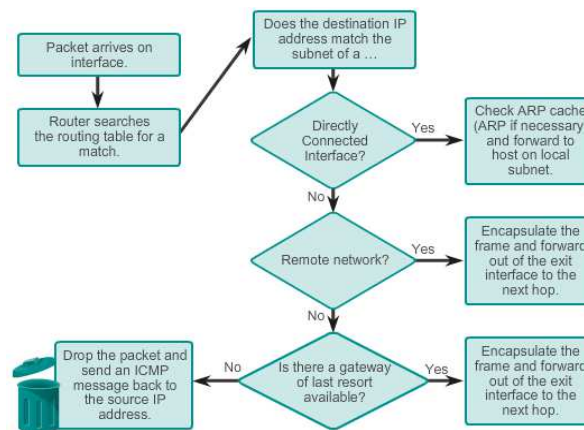 Packet arrives on
interface.
Router searches
the routing table for a
match.
Does the destination IP
address match the
subnet of a …
Directly
Connected
Interface?
Yes
Check ARP cache
(ARP if necessary)
and forward to
host on local
subnet.
No
Remote network?
Yes
Encapsulate the
frame and forward
out of the exit
interface to the
next hop.
No
Is there a gateway
of last resort
available?
Yes
Encapsulate the
frame and forward
out of the exit
interface to the
next hop.
No
Drop the packet and
send an ICMP
message back to
the source IP
address.